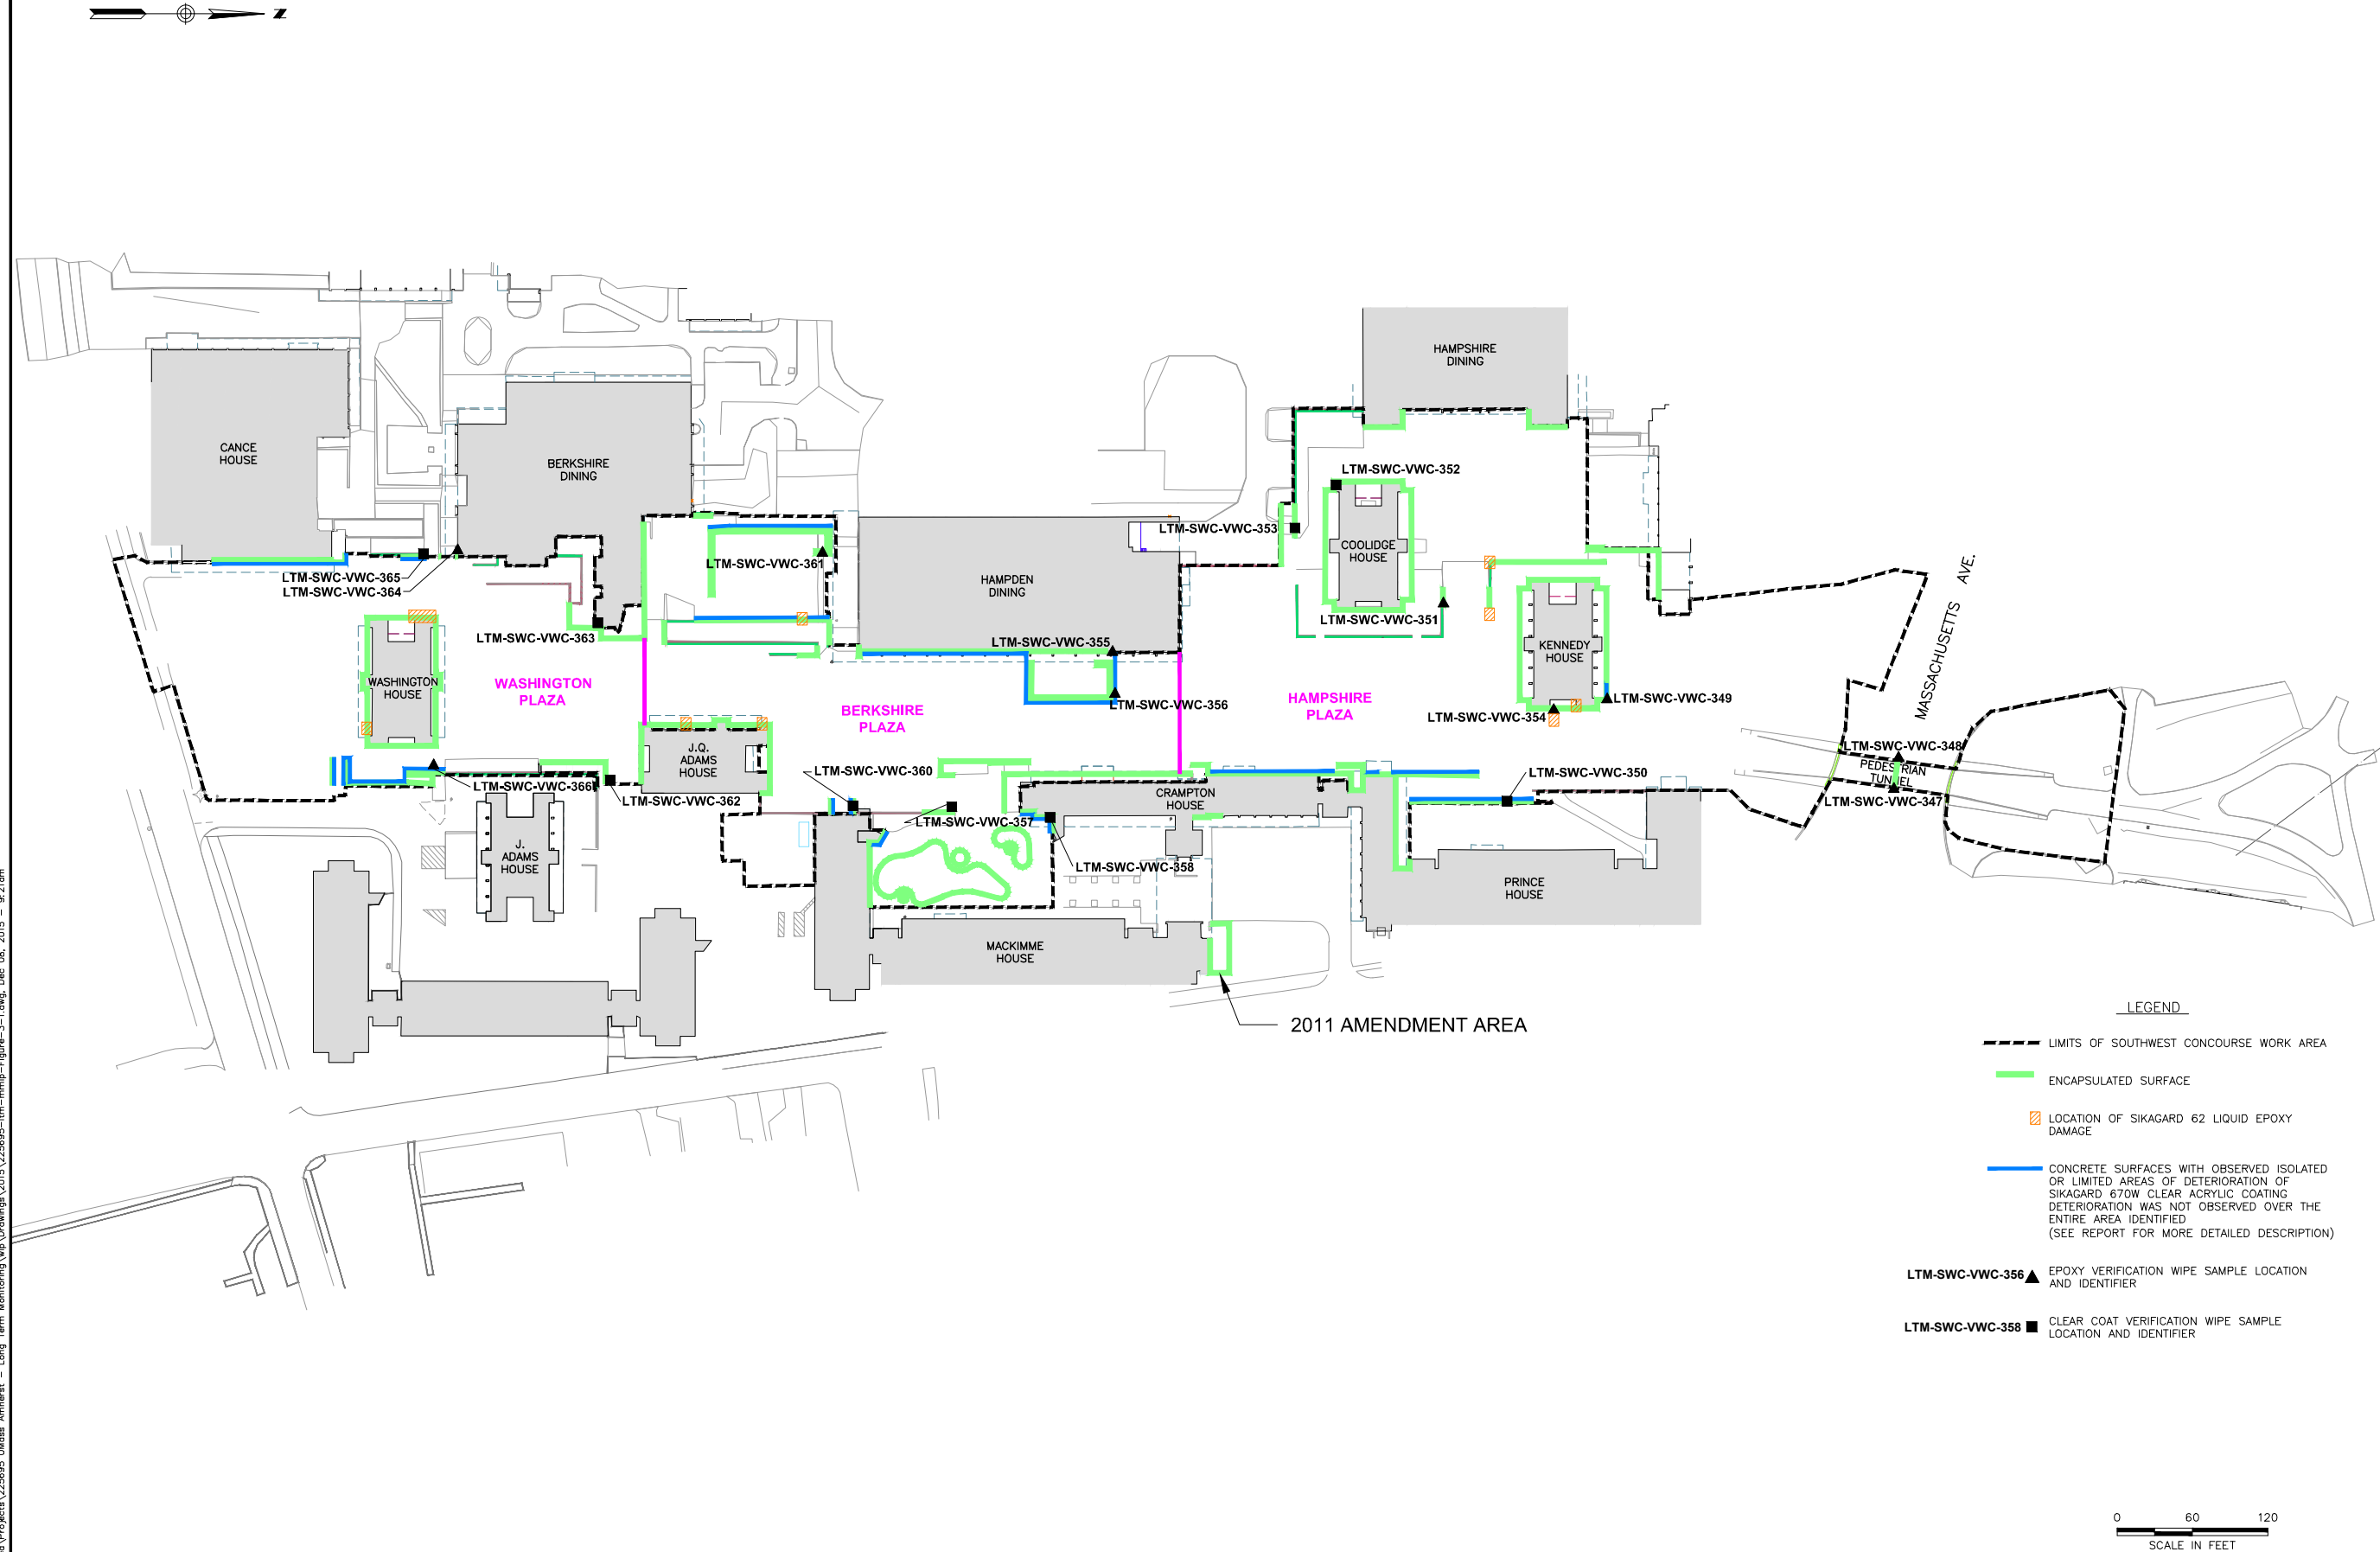 N
HAMPSHIRE
DINING
CANCE
HOUSE
BERKSHIRE
DINING
LTM-SWC-VWC-352
LTM-SWC-VWC-353
COOLIDGE
HOUSE
LTM-SWC-VWC-361
HAMPDEN
DINING
LTM-SWC-VWC-365
LTM-SWC-VWC-364
LTM-SWC-VWC-363
LTM-SWC-VWC-355
LTM-SWC-VWC-351
KENNEDY
HOUSE
MASSACHUSETTS AVE.
WASHINGTON
HOUSE
WASHINGTON
PLAZA
BERKSHIRE
PLAZA
LTM-SWC-VWC-356
HAMPSHIRE
PLAZA
LTM-SWC-VWC-349
LTM-SWC-VWC-354
J.Q.
ADAMS
HOUSE
LTM-SWC-VWC-348
PEDESTRIAN
TUNNEL
LTM-SWC-VWC-347
LTM-SWC-VWC-366
LTM-SWC-VWC-362
LTM-SWC-VWC-360
LTM-SWC-VWC-357
CRAMPTON
HOUSE
LTM-SWC-VWC-350
LTM-SWC-VWC-358
J.
ADAMS
HOUSE
PRINCE
HOUSE
MACKIMME
HOUSE
2011 AMENDMENT AREA
LEGEND
LIMITS OF SOUTHWEST CONCOURSE WORK AREA
ENCAPSULATED SURFACE
LOCATION OF SIKAGARD 62 LIQUID EPOXY
DAMAGE
CONCRETE SURFACES WITH OBSERVED ISOLATED
OR LIMITED AREAS OF DETERIORATION OF
SIKAGARD 670W CLEAR ACRYLIC COATING
DETERIORATION WAS NOT OBSERVED OVER THE
ENTIRE AREA IDENTIFIED
(SEE REPORT FOR MORE DETAILED DESCRIPTION)
LTM-SWC-VWC-356 EPOXY VERIFICATION WIPE SAMPLE LOCATION
AND IDENTIFIER
LTM-SWC-VWC-358 CLEAR COAT VERIFICATION WIPE SAMPLE
LOCATION AND IDENTIFIER
0 60 120
SCALE IN FEET